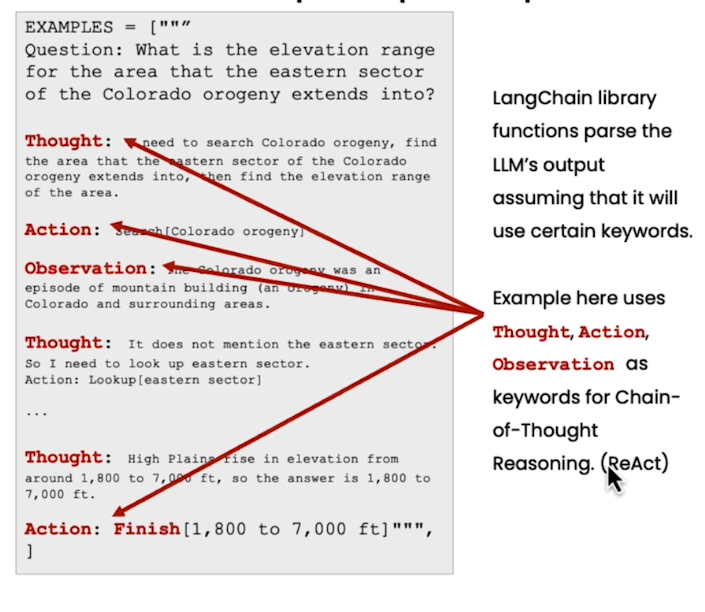 EXAMPLES = ["""
Question: What is the elevation range
for the area that the eastern sector
of the Colorado orogeny extends into?
Thought: need to search Colorado orogeny, find
the area that the eastern sector of the Colorado
orogeny extends into, then find the elevation range
of the area.
Action: Search[Colorado orogeny]
Observation: The Colorado orogeny was an
episode of mountain building (an orogeny) in
Colorado and surrounding areas.
Thought: It does not mention the eastern sector.
So I need to look up eastern sector.
Action: Lookup[eastern sector]
...
Thought: High Plains rise in elevation from
around 1,800 to 7,000 ft, so the answer is 1,800 to
7,000 ft.
Action: Finish[1,800 to 7,000 ft]""",
]
LangChain library
functions parse the
LLM's output
assuming that it will
use certain keywords.
Example here uses
Thought, Action,
Observation as
keywords for Chain-
of-Thought
Reasoning. (ReAct)